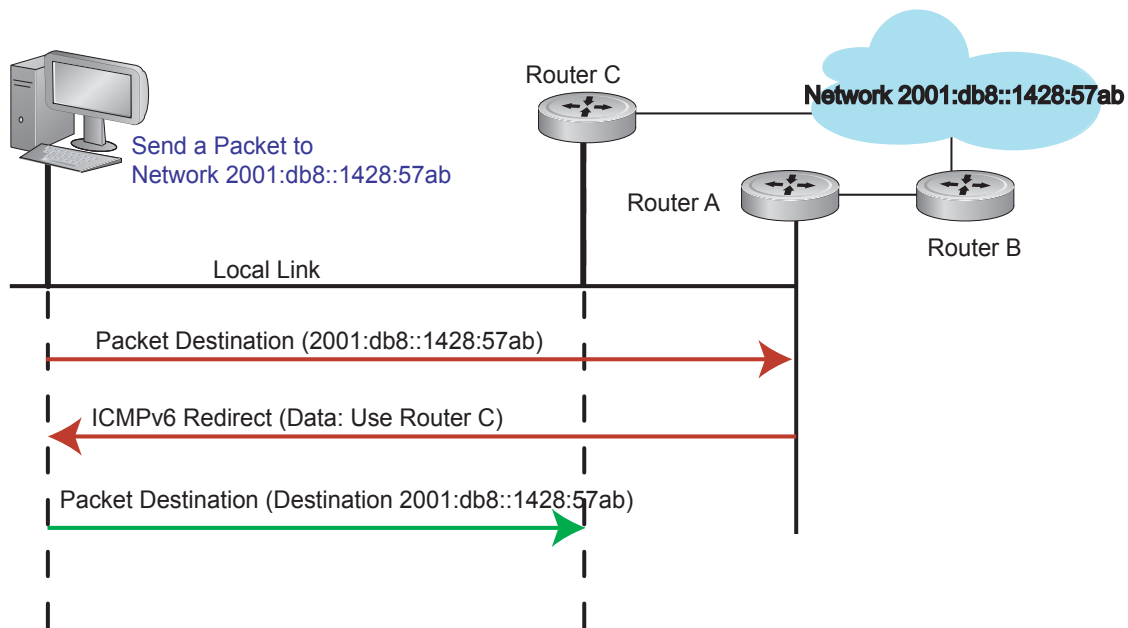 Router C
Network 2001:db8::1428:57ab
Send a Packet to
Network 2001:db8::1428:57ab
Router A
Router B
Local Link
Packet Destination (2001:db8::1428:57ab)
ICMPv6 Redirect (Data: Use Router C)
Packet Destination (Destination 2001:db8::1428:57ab)